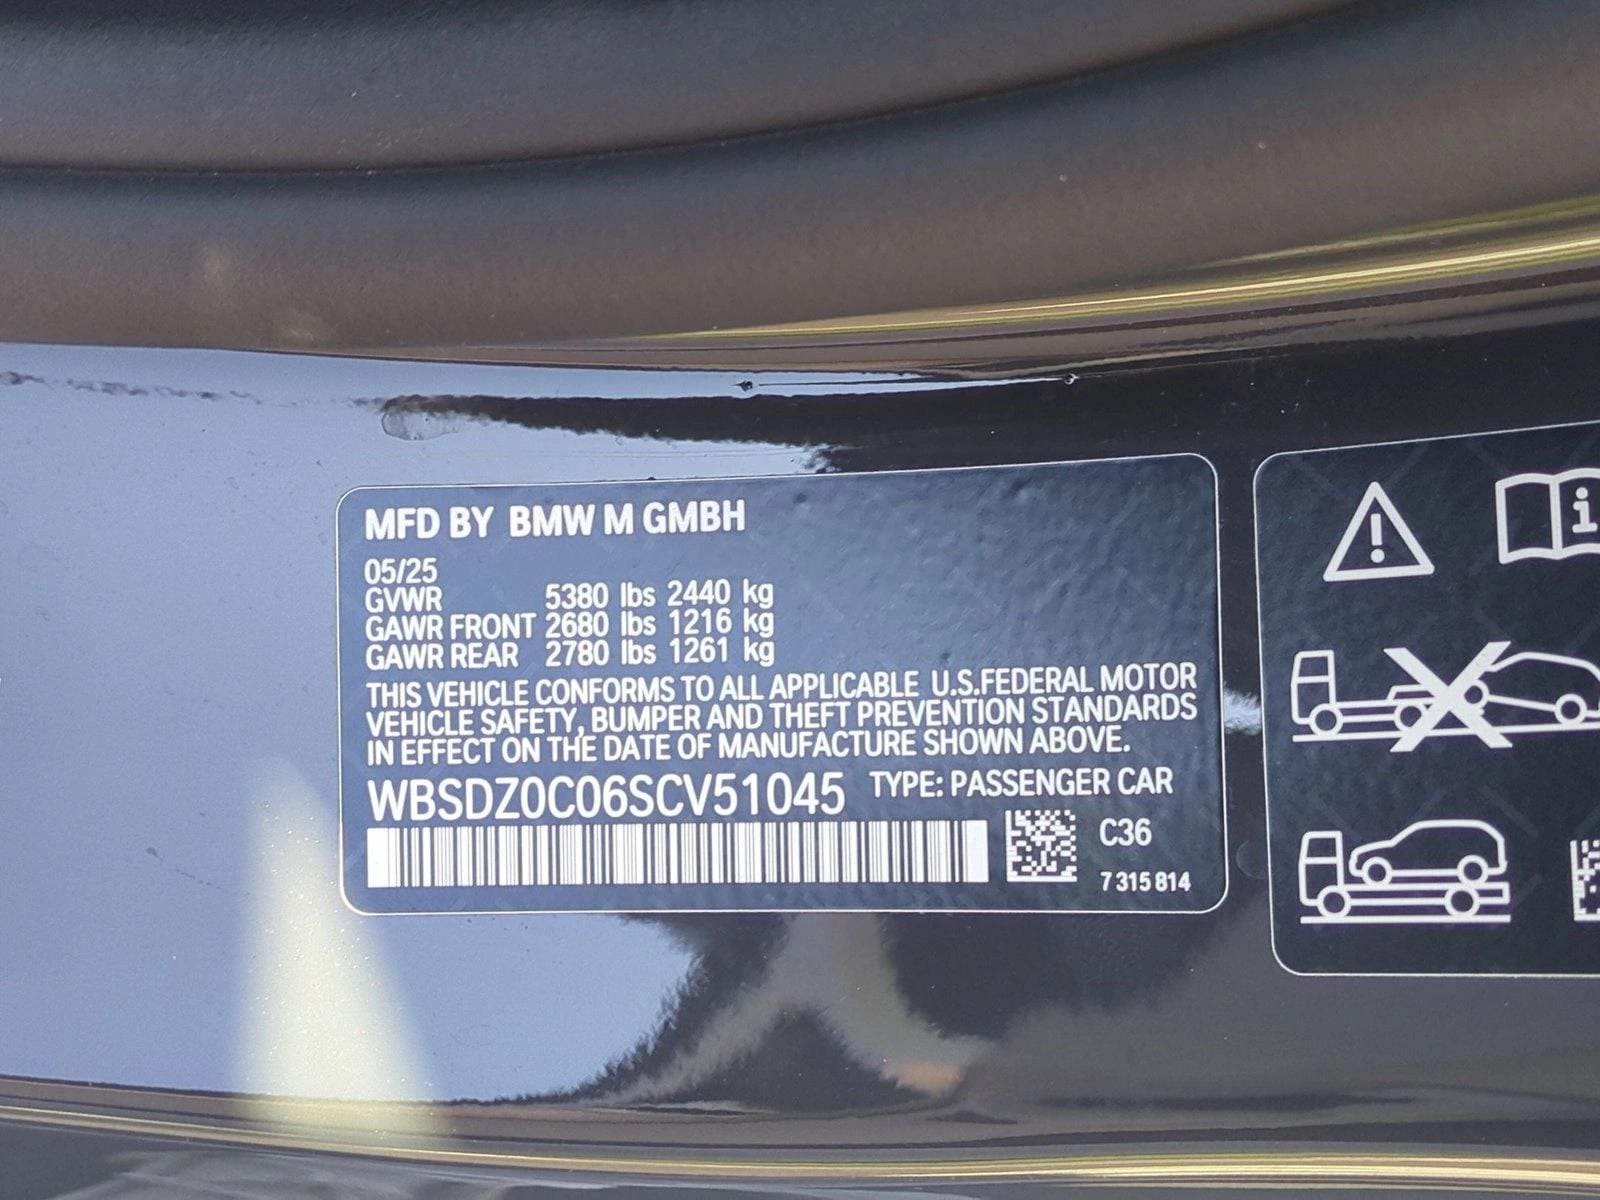 MFD BY BMW M GMBH
05/25
GVWR 5380 lbs 2440 kg
GAWR FRONT 2680 lbs 1216 kg
GAWR REAR 2780 lbs 1261 kg
THIS VEHICLE CONFORMS TO ALL APPLICABLE U.S.FEDERAL MOTOR
VEHICLE SAFETY, BUMPER AND THEFT PREVENTION STANDARDS
IN EFFECT ON THE DATE OF MANUFACTURE SHOWN ABOVE.
WBSDZ0C06SCV51045 TYPE: PASSENGER CAR
C36
7 315 814